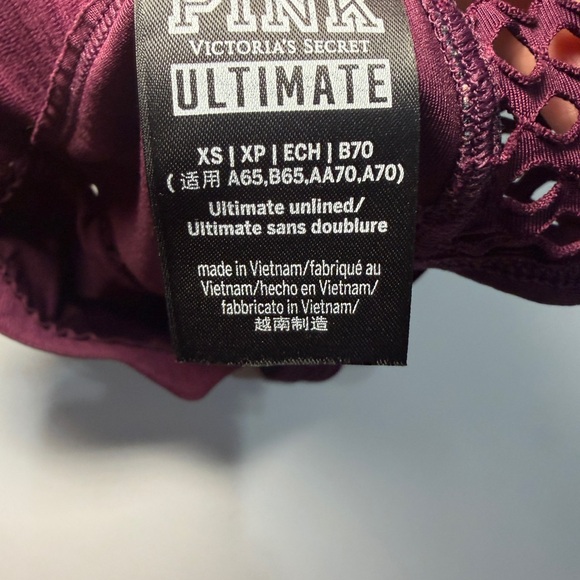 PINK
VICTORIA'S SECRET
ULTIMATE
XS | XP | ECH | B70
(适用 A65,B65,AA70,A70)
Ultimate unlined/
Ultimate sans doublure
made in Vietnam/fabriqué au
Vietnam/hecho en Vietnam/
fabbricato in Vietnam/
越南制造